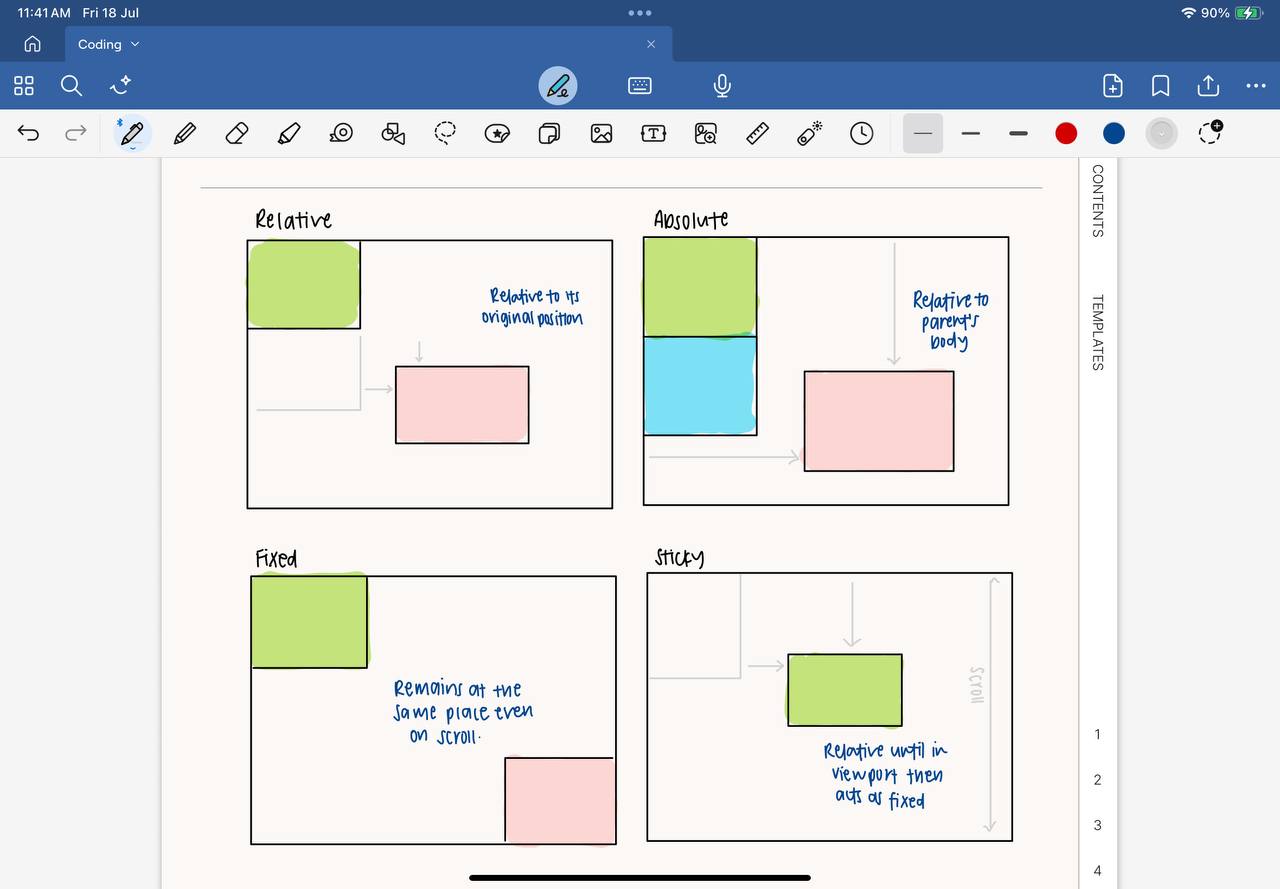 11:41 AM Fri 18 Jul
90%
Coding
CONTENTS
TEMPLATES
Relative
Relative to its
original position
Absolute
Relative to
parent's
body
Fixed
Remains at the
same place even
on scroll.
Sticky
Scroll
Relative until in
viewport then
acts as fixed
1
2
3
4